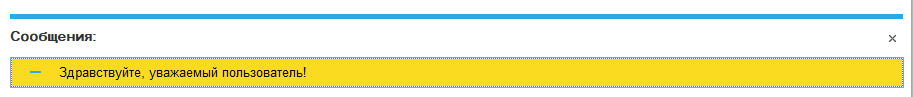 Сообщения:
Здравствуйте, уважаемый пользователь!